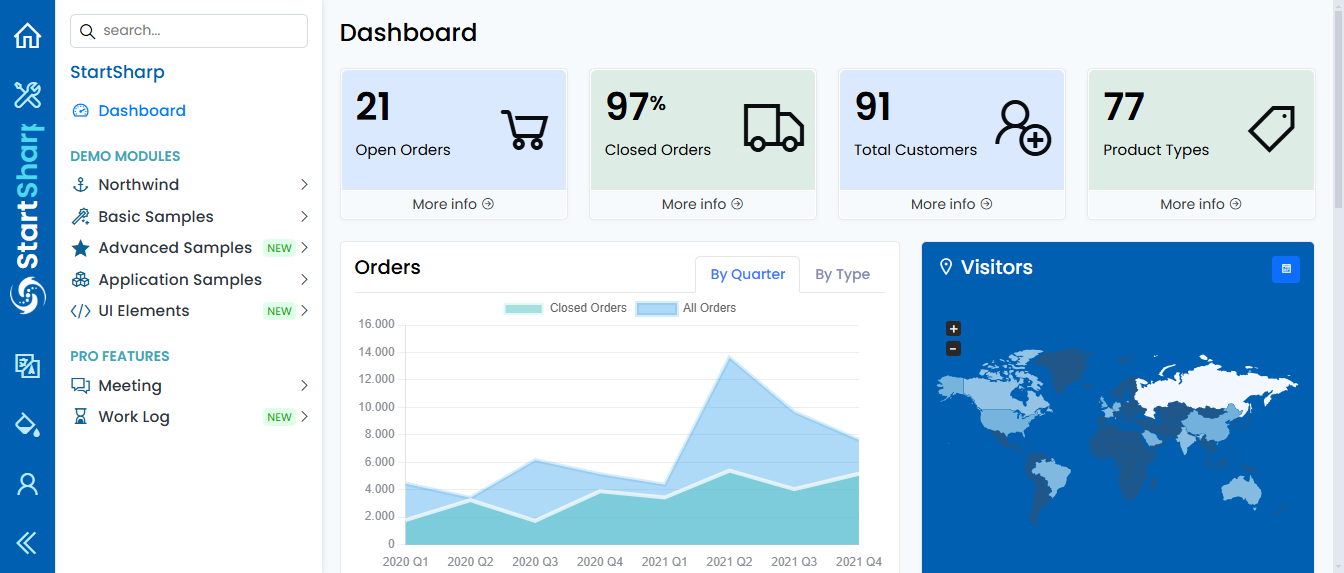 search...
StartSharp
Dashboard
DEMO MODULES
Northwind
Basic Samples
Advanced Samples NEW
Application Samples
UI Elements NEW
PRO FEATURES
Meeting
Work Log NEW
StartSharp
Dashboard
21
Open Orders
More info
97%
Closed Orders
More info
91
Total Customers
More info
77
Product Types
More info
Orders
By Quarter
By Type
Closed Orders
All Orders
16.000
14.000
12.000
10.000
8.000
6.000
4.000
2.000
0
2020 Q1
2020 Q2
2020 Q3
2020 Q4
2021 Q1
2021 Q2
2021 Q3
2021 Q4
Visitors
+
−